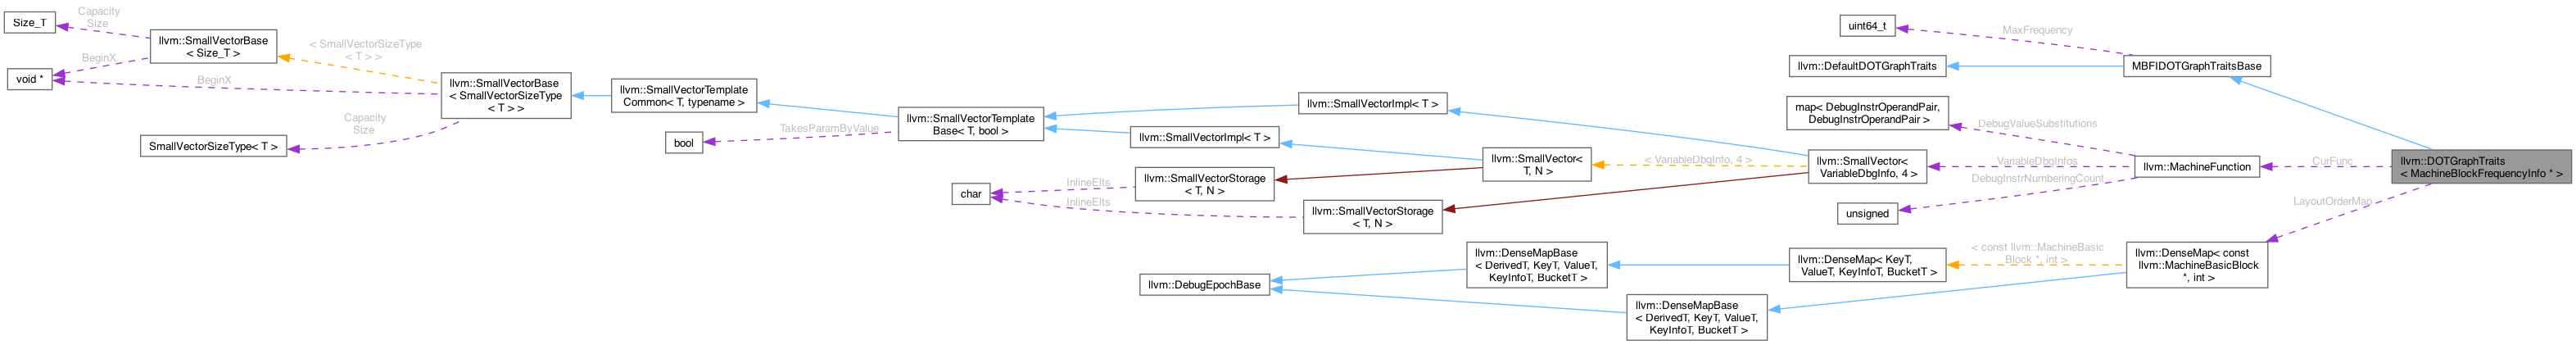 Size_T
Capacity
Size
llvm::SmallVectorBase
< Size_T >
BeginX
void *
< SmallVectorSizeType
< T > >
BeginX
llvm::SmallVectorBase
< SmallVectorSizeType
< T > >
Capacity
Size
SmallVectorSizeType< T >
llvm::SmallVectorTemplate
Common< T, typename >
bool
TakesParamByValue
llvm::SmallVectorTemplate
Base< T, bool >
llvm::SmallVectorImpl< T >
llvm::SmallVectorImpl< T >
char
InlineElts
InlineElts
llvm::SmallVectorStorage
< T, N >
llvm::SmallVectorStorage
< T, N >
llvm::SmallVector<
T, N >
< VariableDbgInfo, 4 >
llvm::SmallVector<
VariableDbgInfo, 4 >
uint64_t
MaxFrequency
llvm::DefaultDOTGraphTraits
MBFIDOTGraphTraitsBase
map< DebugInstrOperandPair,
DebugInstrOperandPair >
DebugValueSubstitutions
VariableDbgInfos
DebugInstrNumberingCount
llvm::MachineFunction
unsigned
CurFunc
llvm::DOTGraphTraits
< MachineBlockFrequencyInfo * >
LayoutOrderMap
llvm::DebugEpochBase
llvm::DenseMapBase
< DerivedT, KeyT, ValueT,
KeyInfoT, BucketT >
llvm::DenseMapBase
< DerivedT, KeyT, ValueT,
KeyInfoT, BucketT >
llvm::DenseMap< KeyT,
ValueT, KeyInfoT, BucketT >
< const llvm::MachineBasic
Block *, int >
llvm::DenseMap< const
llvm::MachineBasicBlock
*, int >